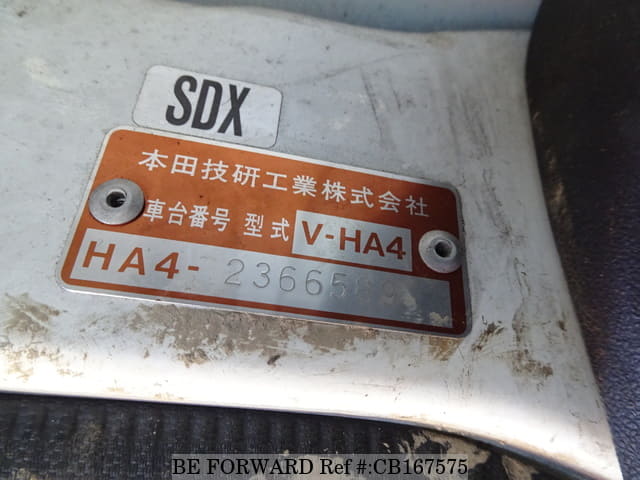 SDX
本田技研工業株式会社
車台番号 型式 V-HA4
HA4-
BE FORWARD Ref #:CB167575